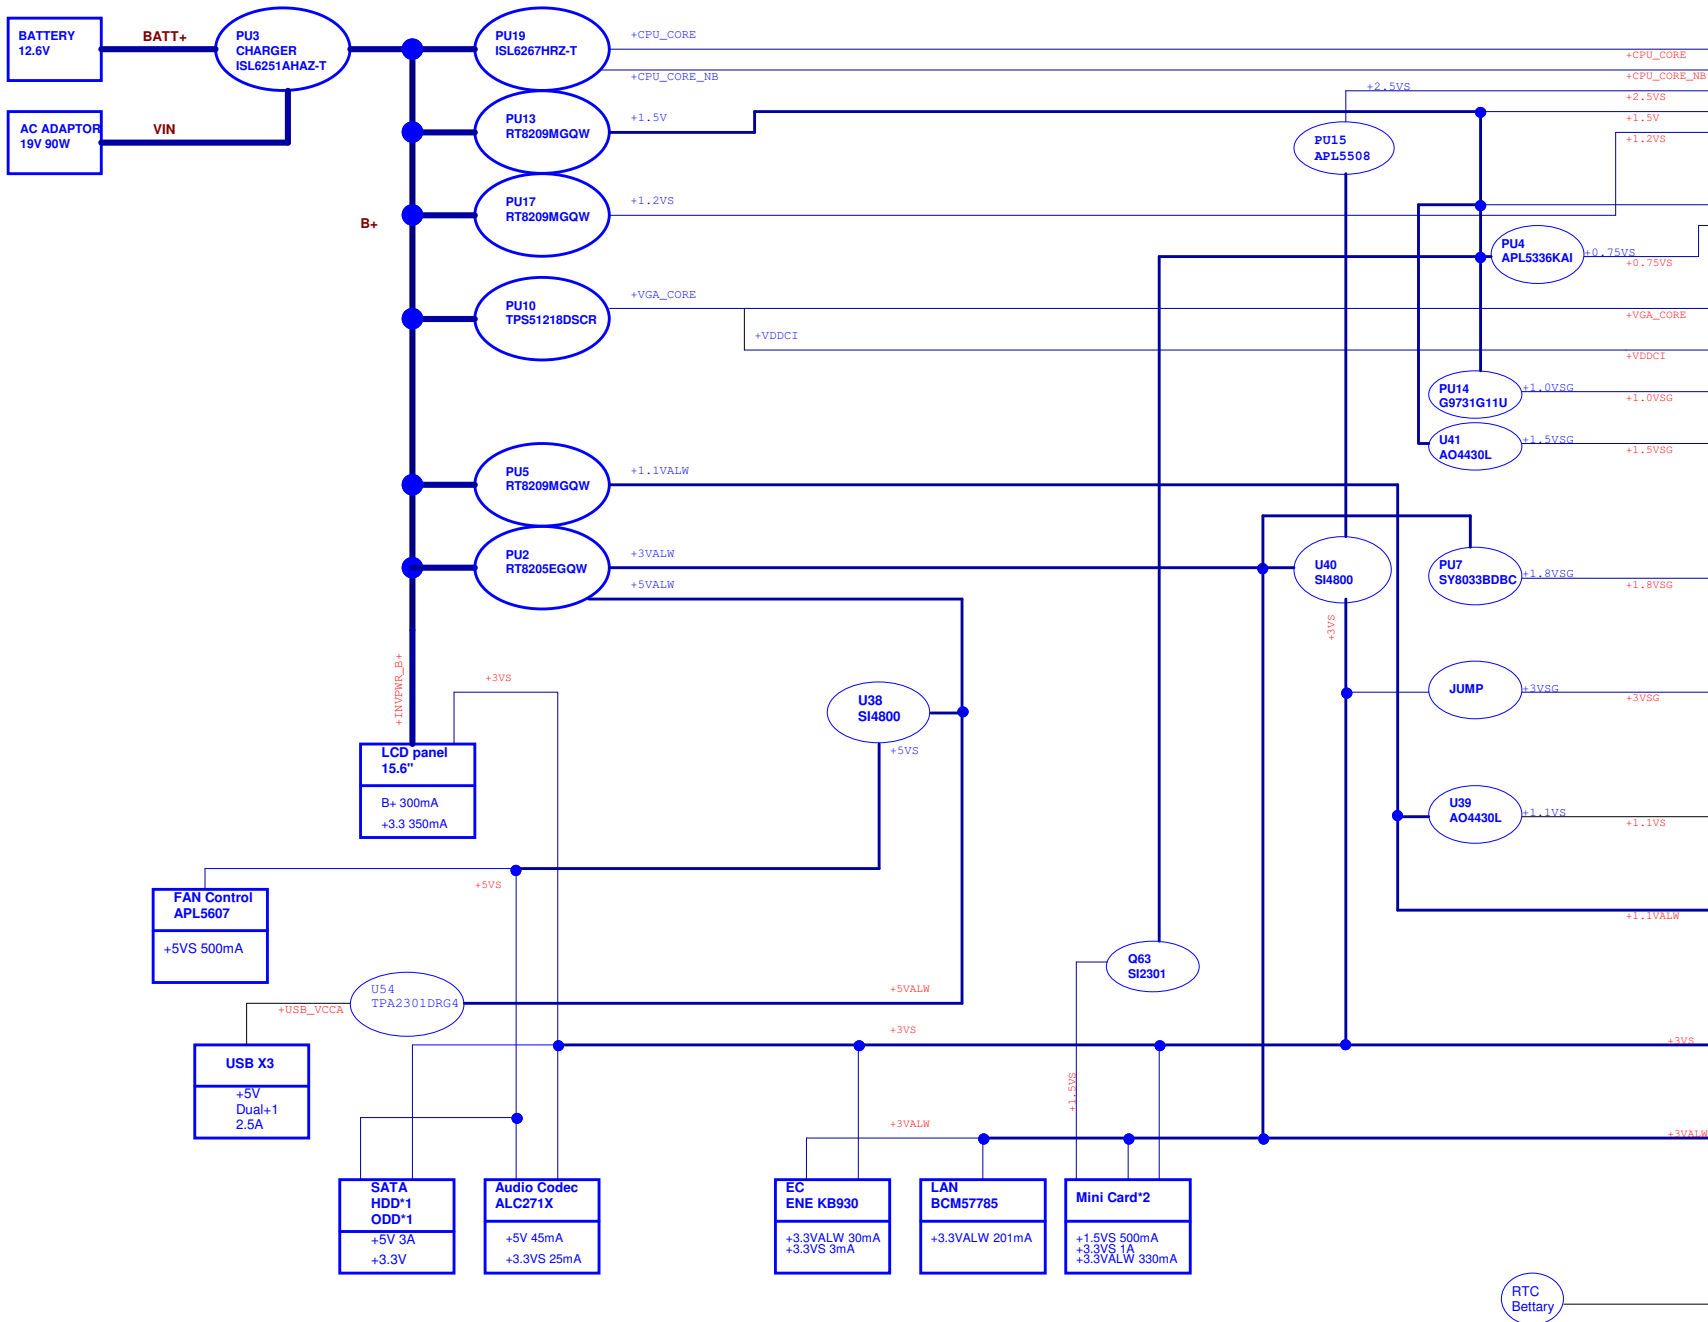 BATTERY
12.6V
BATT+
PU3
CHARGER
ISL6251AHAZ-T
AC ADAPTOR
19V 90W
VIN
B+
PU19
ISL6267HRZ-T
+CPU_CORE
+CPU_CORE
+CPU_CORE_NB
+CPU_CORE_NB
+2.5VS
+2.5VS
PU13
RT8209MGQW
+1.5V
+1.5V
PU15
APL5508
+1.2VS
PU17
RT8209MGQW
+1.2VS
PU4
APL5336KAI
+0.75VS
+0.75VS
PU10
TPS51218DSCR
+VGA_CORE
+VGA_CORE
+VDDCI
+VDDCI
PU14
G9731G11U
+1.0VSG
+1.0VSG
U41
AO4430L
+1.5VSG
+1.5VSG
PU5
RT8209MGQW
+1.1VALW
PU2
RT8205EGQW
+3VALW
+5VALW
U40
SI4800
+3VS
PU7
SY8033BDBC
+1.8VSG
+1.8VSG
+INVPWR_B+
+3VS
U38
SI4800
+5VS
JUMP
+3VSG
+3VSG
LCD panel
15.6"
B+ 300mA
+3.3 350mA
U39
AO4430L
+1.1VS
+1.1VS
+5VS
FAN Control
APL5607
+5VS 500mA
+1.1VALW
Q63
SI2301
U54
TPA2301DRG4
+5VALW
+USB_VCCA
+3VS
+3VS
USB X3
+5V
Dual+1
2.5A
+1.5VS
+3VALW
+3VALW
SATA
HDD*1
ODD*1
+5V 3A
+3.3V
Audio Codec
ALC271X
+5V 45mA
+3.3VS 25mA
EC
ENE KB930
+3.3VALW 30mA
+3.3VS 3mA
LAN
BCM57785
+3.3VALW 201mA
Mini Card*2
+1.5VS 500mA
+3.3VS 1A
+3.3VALW 330mA
RTC
Bettary